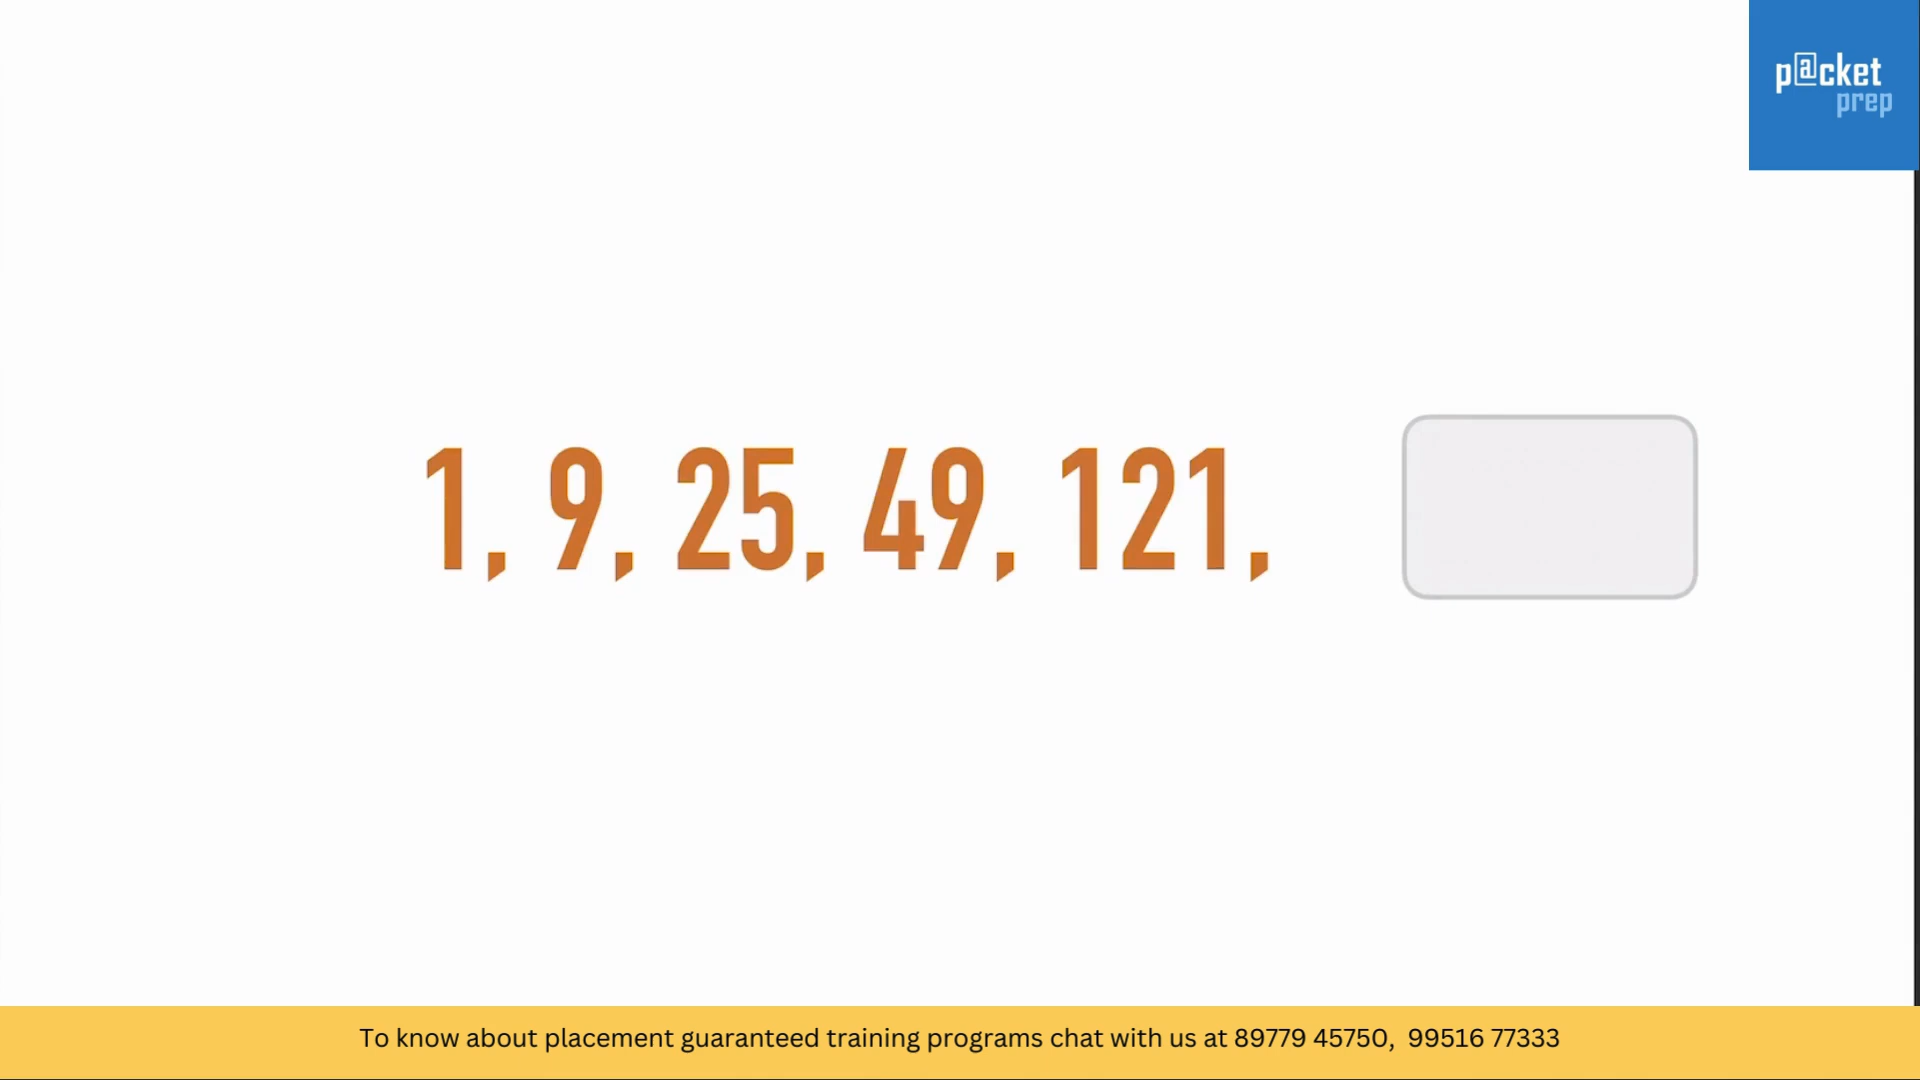 p@cket
prep
1, 9, 25, 49, 121,
To know about placement guaranteed training programs chat with us at 89779 45750, 99516 77333